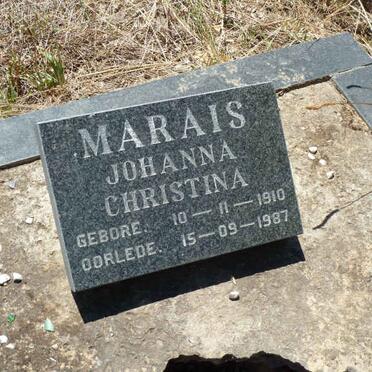 MARAIS
JOHANNA
CHRISTINA
GEBORE. 10-11-1910
OORLEDE. 15-09-1987